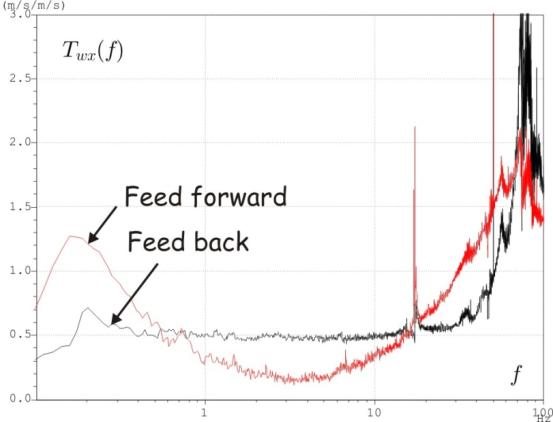 (m/s/m/s)
3.0
T_wx(f)
2.5
2.0
Feed forward
1.5
Feed back
1.0
0.5
f
0.0
1 10 100
Hz